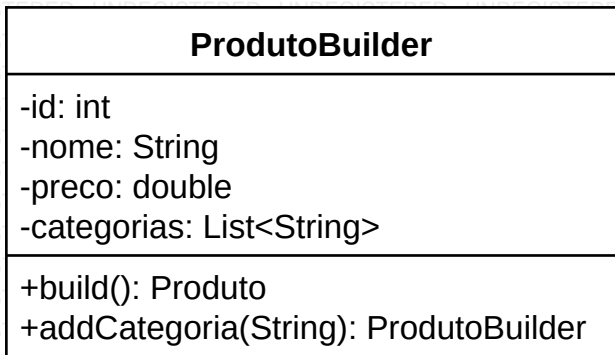 ProdutoBuilder
-id: int
-nome: String
-preco: double
-categorias: List<String>
+build(): Produto
+addCategoria(String): ProdutoBuilder